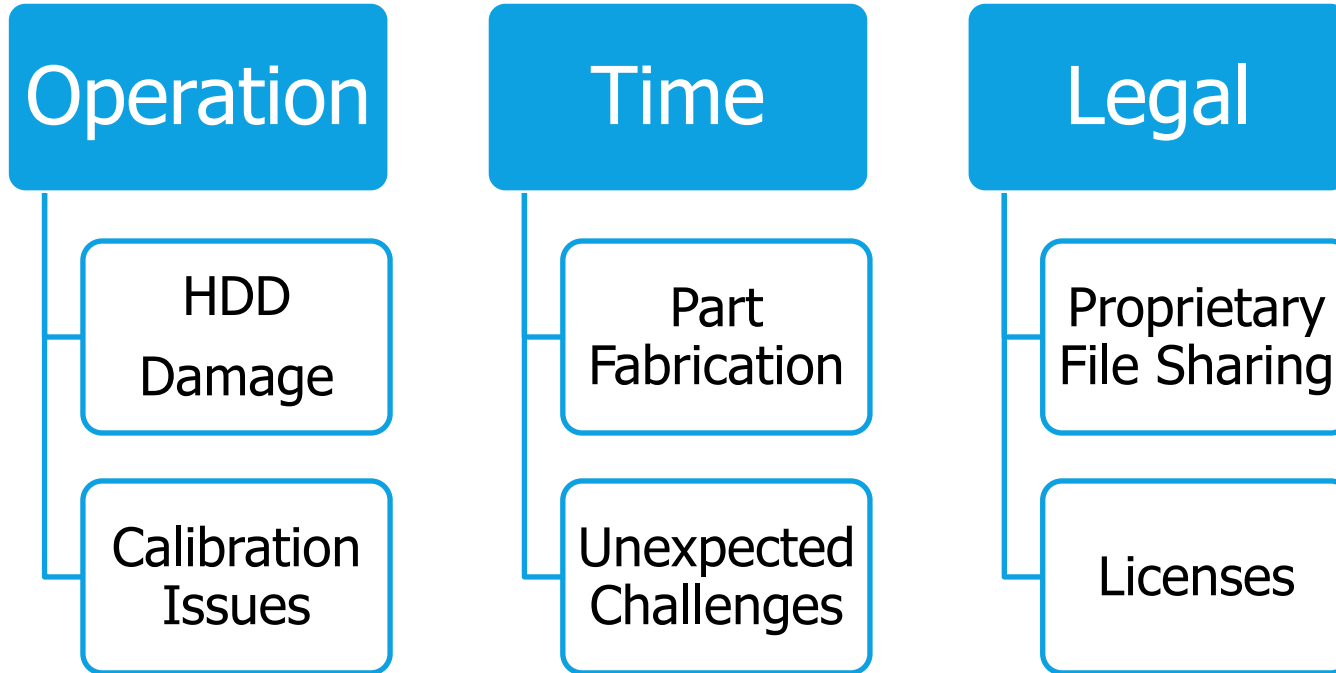 Operation
HDD
Damage
Calibration
Issues
Time
Part
Fabrication
Unexpected
Challenges
Legal
Proprietary
File Sharing
Licenses